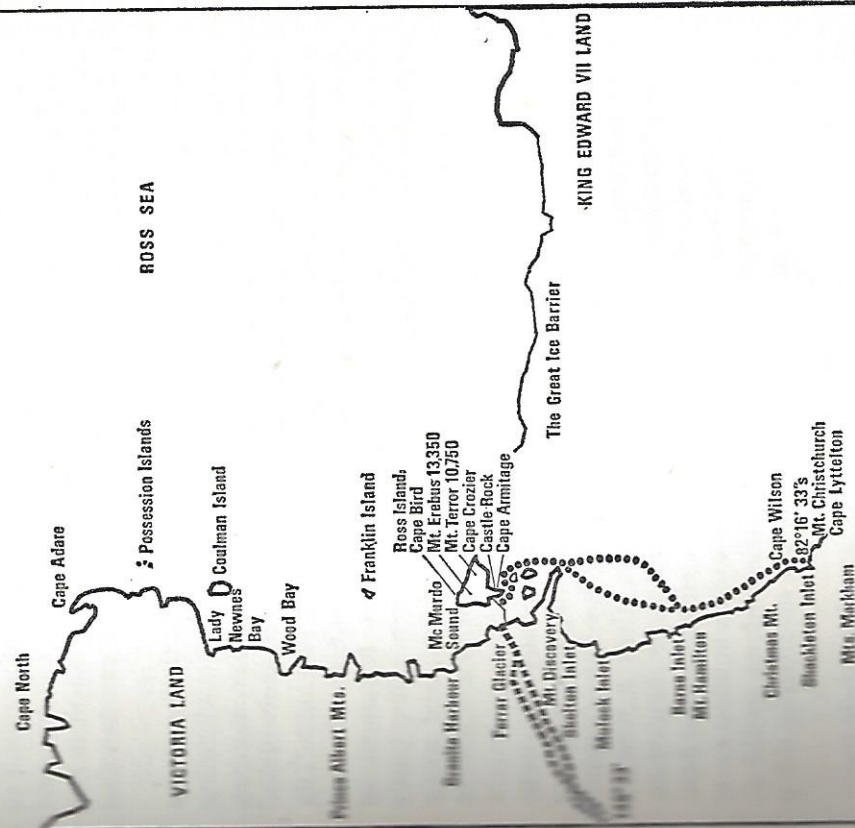 Cape North
Cape Adare
Possession Islands
ROSS SEA
VICTORIA LAND
Lady
Newnes
Bay
Coulman Island
Wood Bay
Prince Albert Mts.
Franklin Island
Ross Island
Cape Bird
Mt. Erebus 13,350
Mt. Terror 10,750
Cape Crozier
Castle Rock
Cape Armitage
Mc Murdo
Sound
Granite Harbour
Ferrar Glacier
Mt. Discovery
Skelton Inlet
Mulock Inlet
The Great Ice Barrier
KING EDWARD VII LAND
Barne Inlet
Mt. Hamilton
Christmas Mt.
Cape Wilson
82°16' 33"s
Shackleton Inlet
Mt. Christchurch
Cape Lyttelton
Mts. Markham